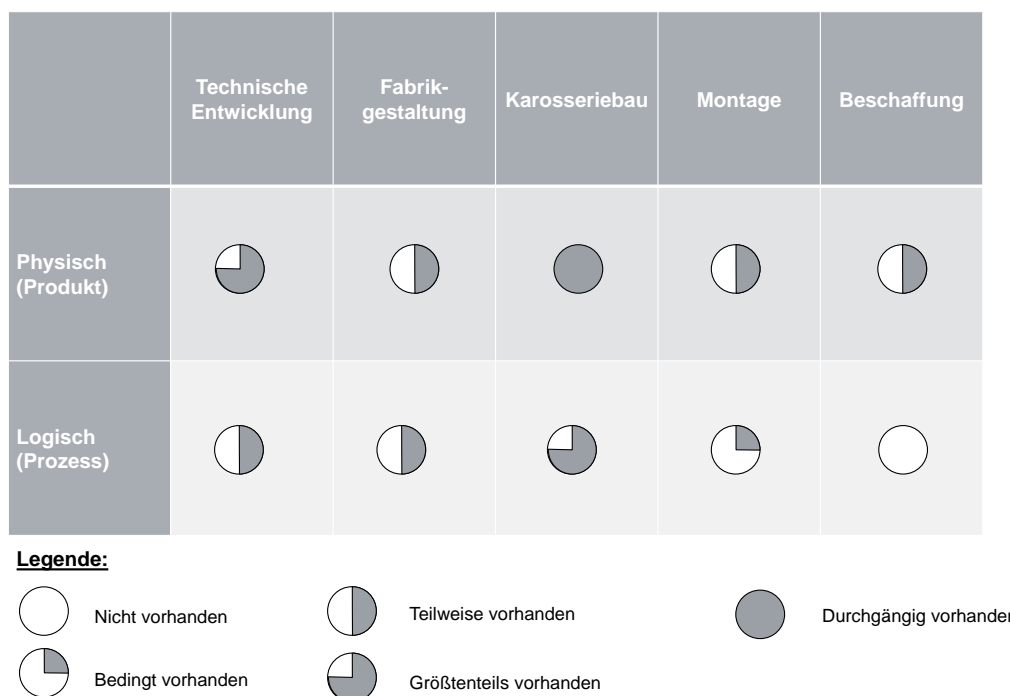 Technische
Entwicklung
Fabrik-
gestaltung
Karosseriebau
Montage
Beschaffung
Physisch
(Produkt)
Logisch
(Prozess)
Legende:
Nicht vorhanden
Teilweise vorhanden
Durchgängig vorhanden
Bedingt vorhanden
Größtenteils vorhanden